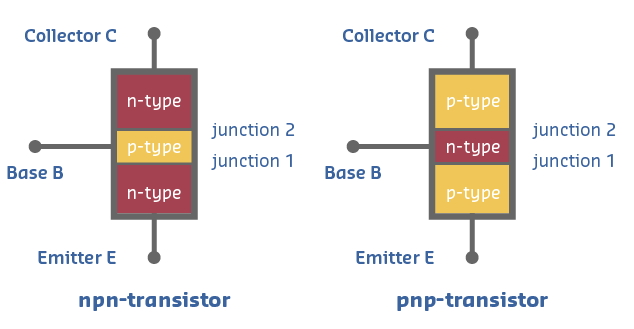 Collector C
n-type
p-type
n-type
junction 2
junction 1
Base B
Emitter E
npn-transistor
Collector C
p-type
n-type
p-type
junction 2
junction 1
Base B
Emitter E
pnp-transistor